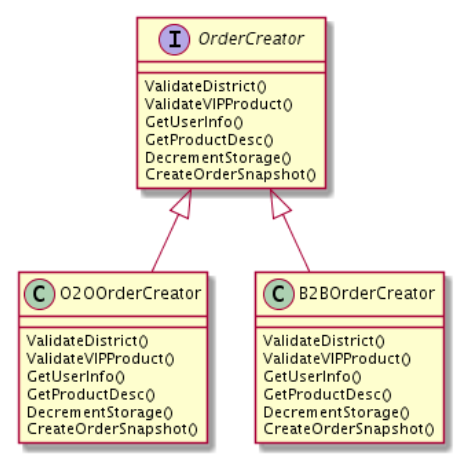 I OrderCreator
ValidateDistrict()
ValidateVIPProduct()
GetUserInfo()
GetProductDesc()
DecrementStorage()
CreateOrderSnapshot()
C O2OOrderCreator
ValidateDistrict()
ValidateVIPProduct()
GetUserInfo()
GetProductDesc()
DecrementStorage()
CreateOrderSnapshot()
C B2BOrderCreator
ValidateDistrict()
ValidateVIPProduct()
GetUserInfo()
GetProductDesc()
DecrementStorage()
CreateOrderSnapshot()